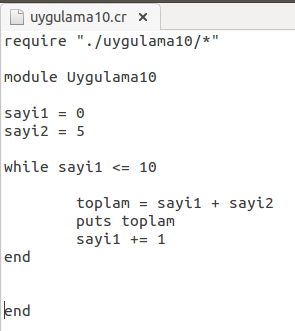 uygulama10.cr ×
require "./uygulama10/*"
module Uygulama10
sayi1 = 0
sayi2 = 5
while sayi1 <= 10
toplam = sayi1 + sayi2
puts toplam
sayi1 += 1
end
end